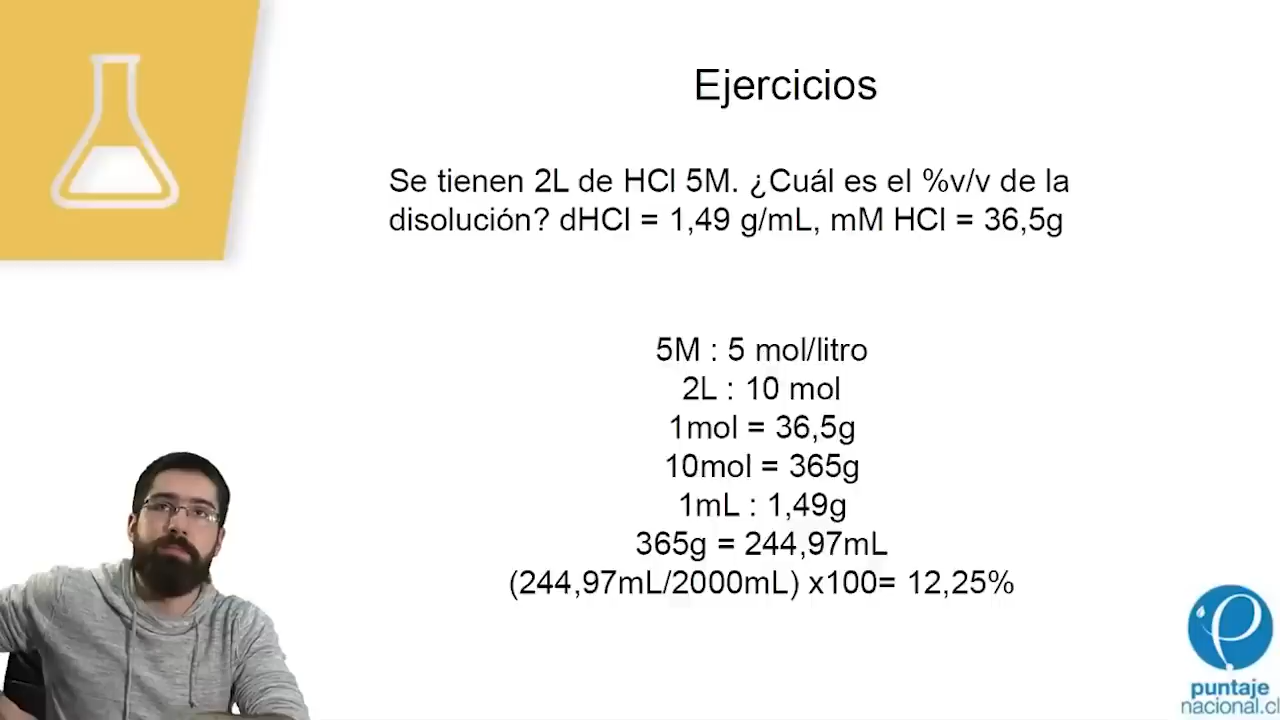 Ejercicios
Se tienen 2L de HCl 5M. ¿Cuál es el %v/v de la
disolución? dHCl = 1,49 g/mL, mM HCl = 36,5g
5M : 5 mol/litro
2L : 10 mol
1mol = 36,5g
10mol = 365g
1mL : 1,49g
365g = 244,97mL
(244,97mL/2000mL) x100= 12,25%
puntaje
nacional.cl